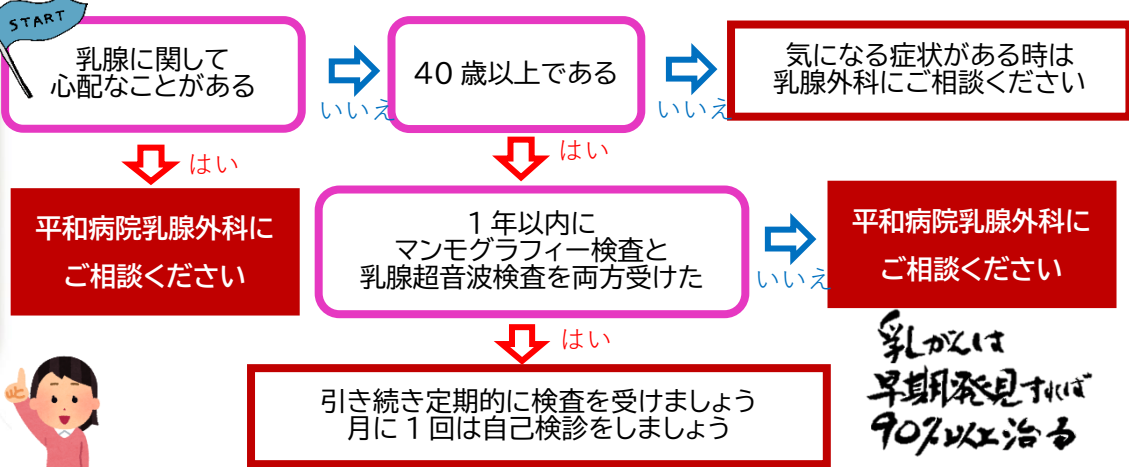 START
乳腺に関して
心配なことがある
いいえ
40歳以上である
いいえ
気になる症状がある時は
乳腺外科にご相談ください
はい
はい
平和病院乳腺外科に
ご相談ください
1年以内に
マンモグラフィー検査と
乳腺超音波検査を両方受けた
いいえ
平和病院乳腺外科に
ご相談ください
はい
引き続き定期的に検査を受けましょう
月に1回は自己検診をしましょう
乳がんは
早期発見すれば
90%以上治る